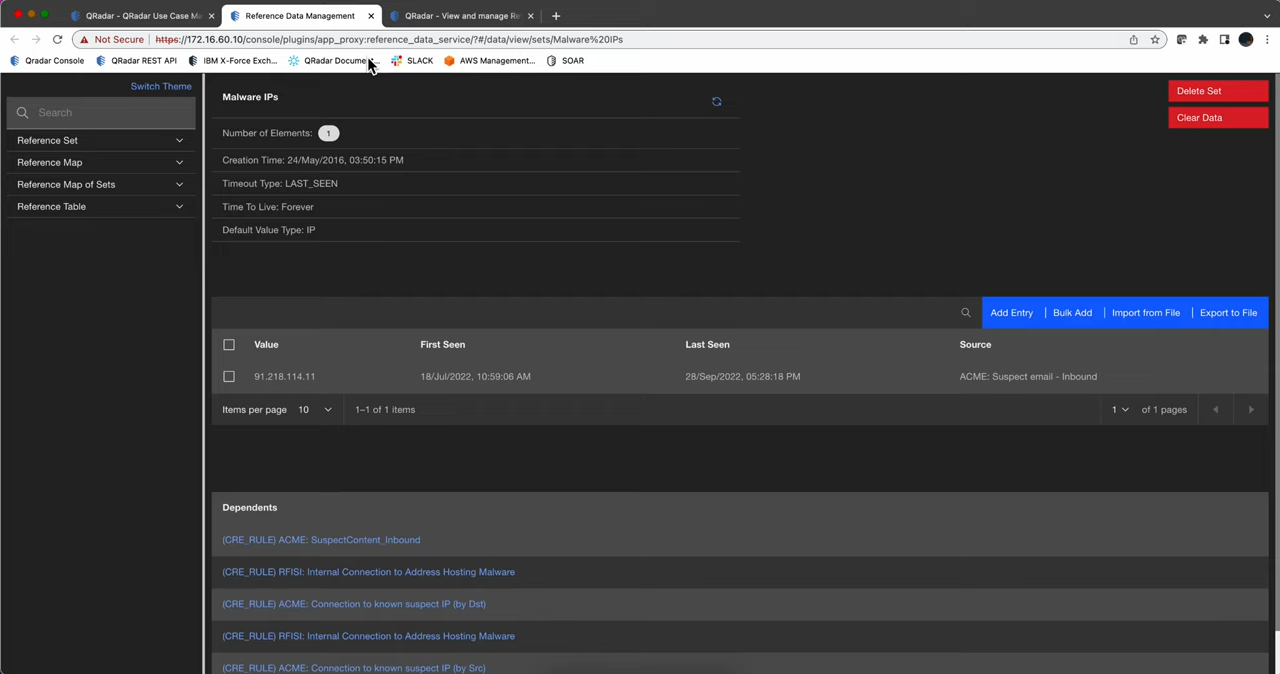 QRadar - QRadar Use Case M
Reference Data Management
QRadar - View and manage Re
Not Secure
https://172.16.60.10/console/plugins/app_proxy:reference_data_service/?#/data/view/sets/Malware%20IPs
QRadar Console
QRadar REST API
IBM X-Force Exch...
QRadar Docume
SLACK
AWS Management...
SOAR
Switch Theme
Search
Reference Set
Reference Map
Reference Map of Sets
Reference Table
Malware IPs
Number of Elements: 1
Creation Time: 24/May/2016, 03:50:15 PM
Timeout Type: LAST_SEEN
Time To Live: Forever
Default Value Type: IP
Delete Set
Clear Data
Add Entry | Bulk Add | Import from File | Export to File
Value First Seen Last Seen Source
91.218.114.11 18/Jul/2022, 10:59:06 AM 28/Sep/2022, 05:28:18 PM ACME: Suspect email - Inbound
Items per page 10 1–1 of 1 items 1 of 1 pages
Dependents
(CRE_RULE) ACME: SuspectContent_Inbound
(CRE_RULE) RFISI: Internal Connection to Address Hosting Malware
(CRE_RULE) ACME: Connection to known suspect IP (by Dst)
(CRE_RULE) RFISI: Internal Connection to Address Hosting Malware
(CRE_RULE) ACME: Connection to known suspect IP (by Src)